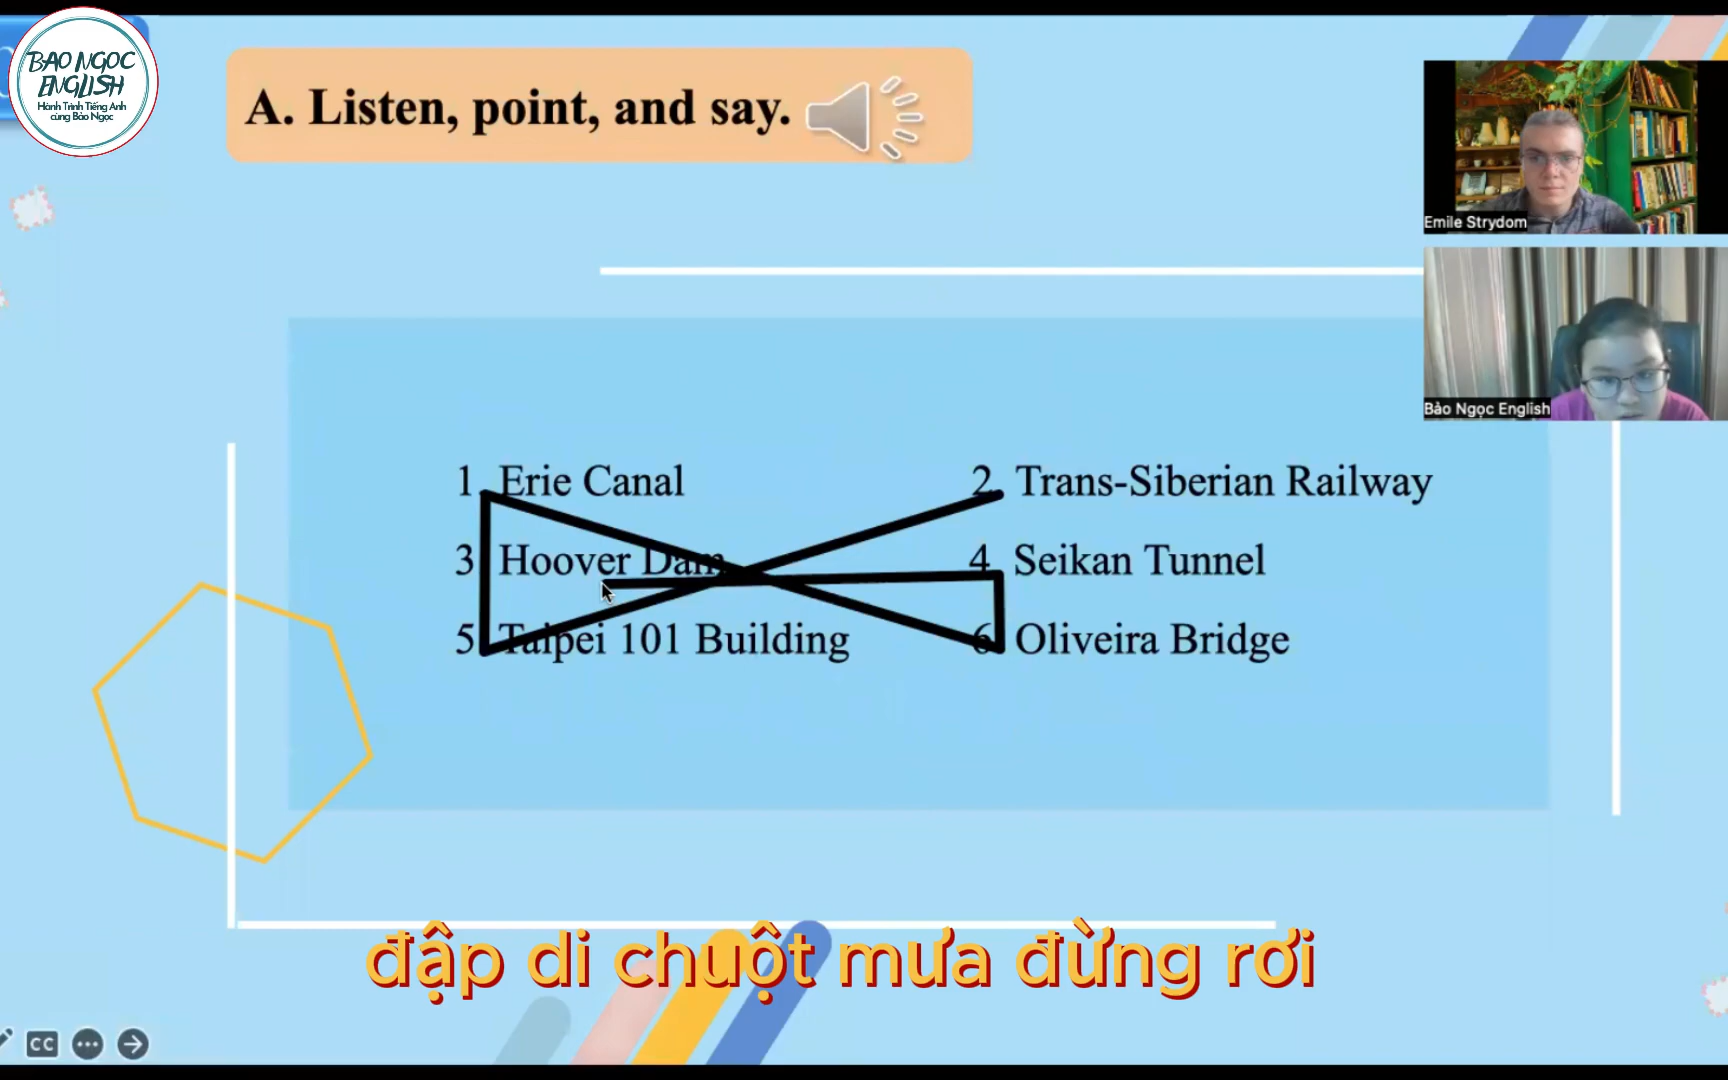 BAO NGOC
ENGLISH
Hành Trình Tiếng Anh
cùng Bảo Ngọc
A. Listen, point, and say.
Emile Strydom
Bảo Ngọc English
1. Erie Canal
2. Trans-Siberian Railway
3 Hoover Dam
4 Seikan Tunnel
5 Taipei 101 Building
6 Oliveira Bridge
đập di chuột mưa đừng rơi
CC